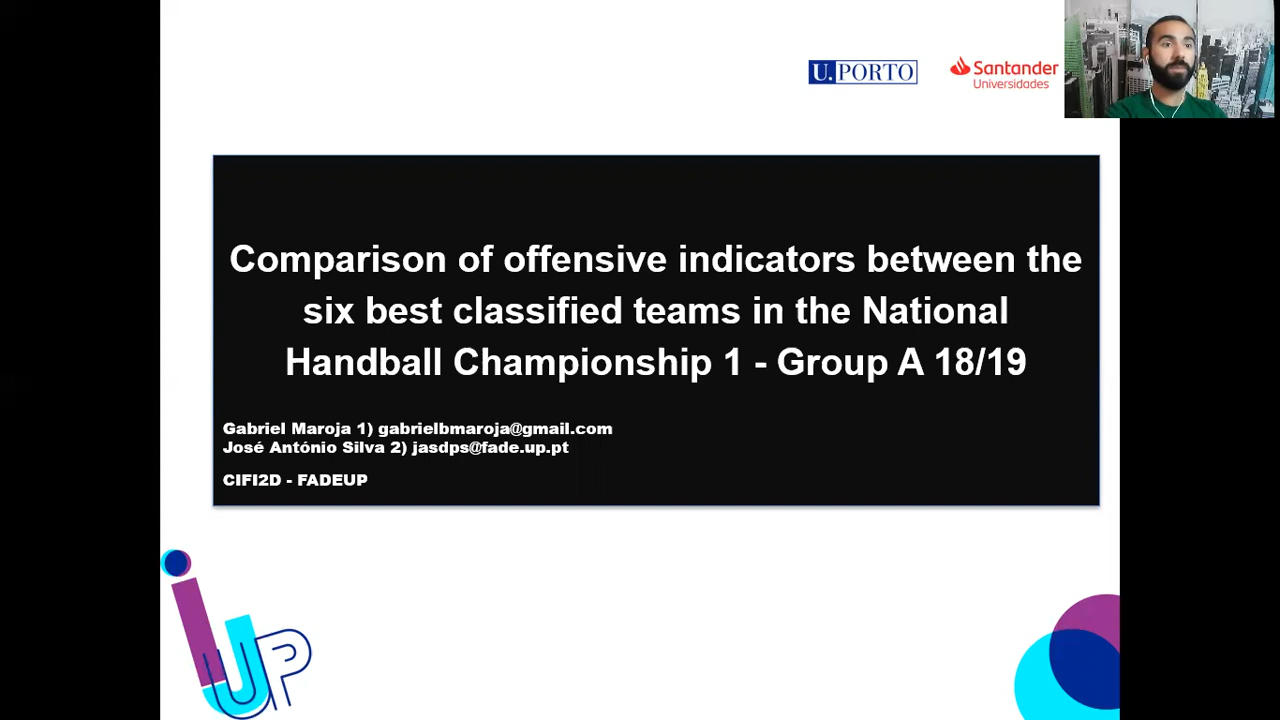 U.PORTO
Santander
Universidades
Comparison of offensive indicators between the
six best classified teams in the National
Handball Championship 1 - Group A 18/19
Gabriel Maroja 1) gabrielbmaroja@gmail.com
José António Silva 2) jasdps@fade.up.pt
CIFI2D - FADEUP
iJUP